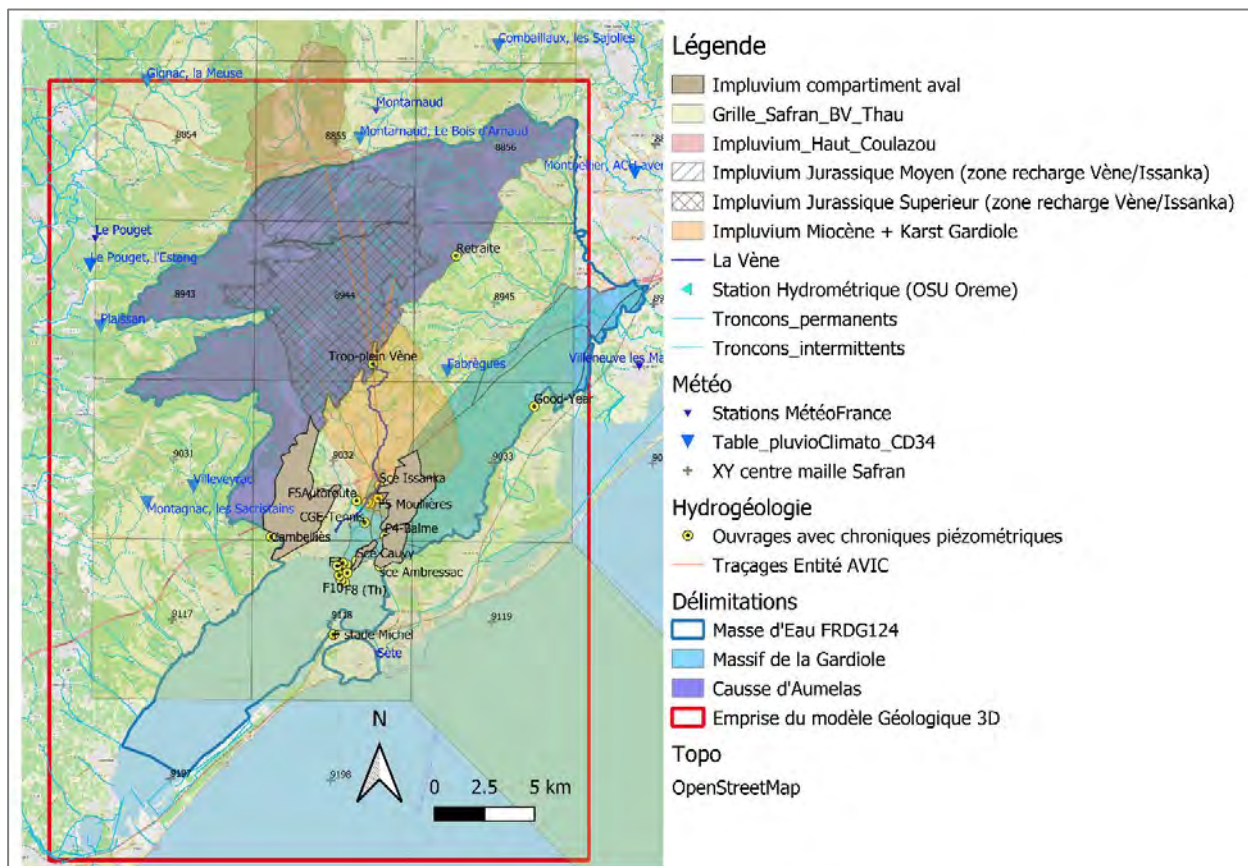 Combaillaux, les Sajolles
Gignac, la Meuse
Montarnaud
Montarnaud, Le Bois d'Arnaud
8854
8855
8856
Le Pouget
Le Pouget, l'Estang
Retraite
8943
8944
8945
Plaissan
Trop-plein Vène
Fabrègues
Good-Year
9031
9032
9033
Villeveyrac
Sce Issanka
F5Autoroute
F5 Moullières
Montagnac, les Sacristains
CGE-Tennis
P4-Balme
Cambelliès
Sce Cauvy
sce Ambressac
F10
F8 (Th)
9117
9118
9119
F stade Michel
Sète
N
9197
9198
0 2.5 5 km
Légende
Impluvium compartiment aval
Grille_Safran_BV_Thau
Impluvium_Haut_Coulazou
Impluvium Jurassique Moyen (zone recharge Vène/Issanka)
Impluvium Jurassique Superieur (zone recharge Vène/Issanka)
Impluvium Miocène + Karst Gardiole
La Vène
Station Hydrométrique (OSU Oreme)
Troncons_permanents
Troncons_intermittents
Météo
Stations MétéoFrance
Table_pluvioClimato_CD34
XY centre maille Safran
Hydrogéologie
Ouvrages avec chroniques piézométriques
Traçages Entité AVIC
Délimitations
Masse d'Eau FRDG124
Massif de la Gardiole
Causse d'Aumelas
Emprise du modèle Géologique 3D
Topo
OpenStreetMap